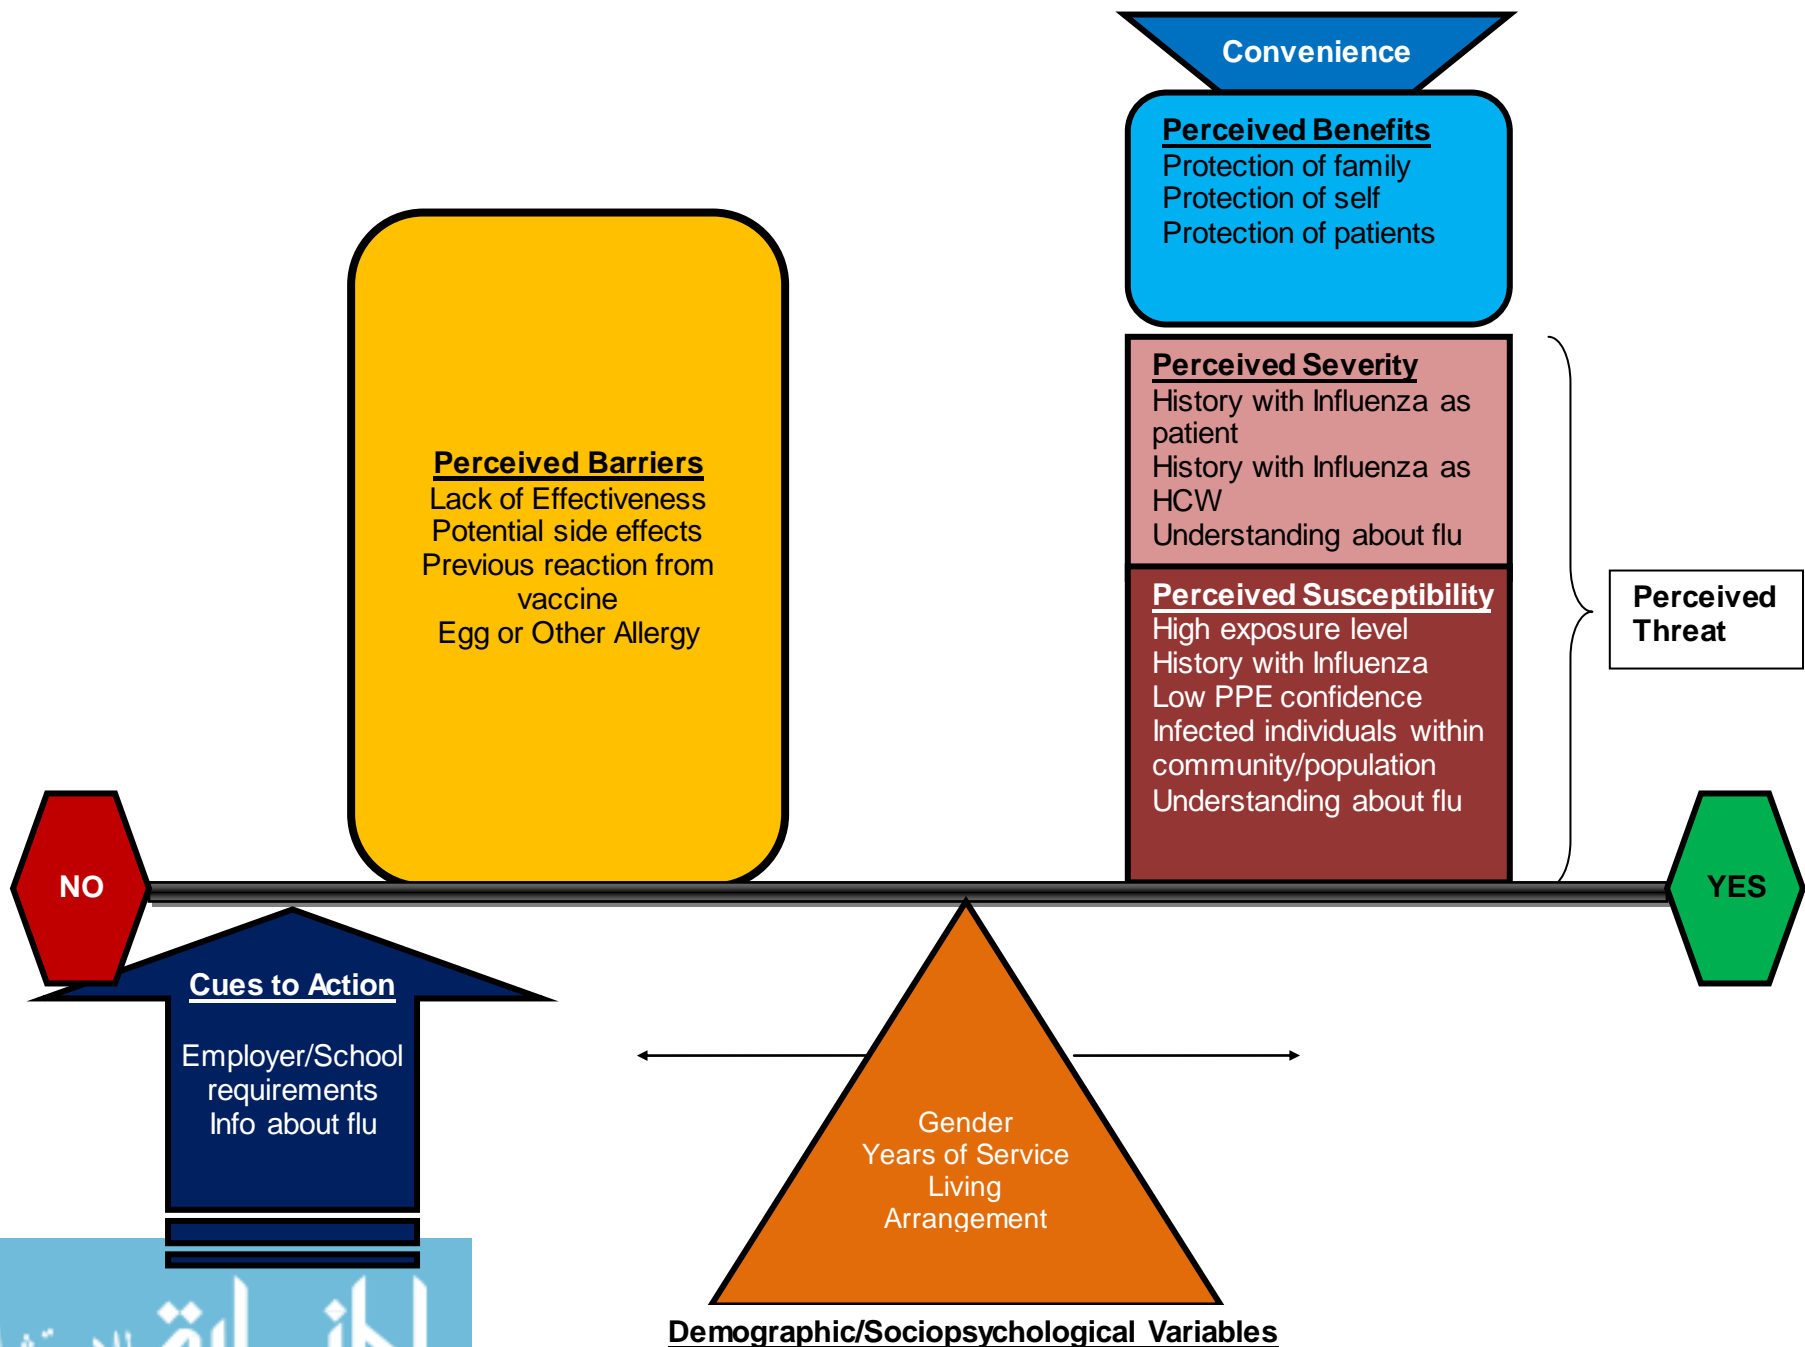 Convenience
Perceived Benefits
Protection of family
Protection of self
Protection of patients
Perceived Severity
History with Influenza as
patient
History with Influenza as
HCW
Understanding about flu
Perceived Barriers
Lack of Effectiveness
Potential side effects
Previous reaction from
vaccine
Egg or Other Allergy
Perceived Susceptibility
High exposure level
History with Influenza
Low PPE confidence
Infected individuals within
community/population
Understanding about flu
Perceived
Threat
NO
YES
Cues to Action
Employer/School
requirements
Info about flu
Gender
Years of Service
Living
Arrangement
Demographic/Sociopsychological Variables